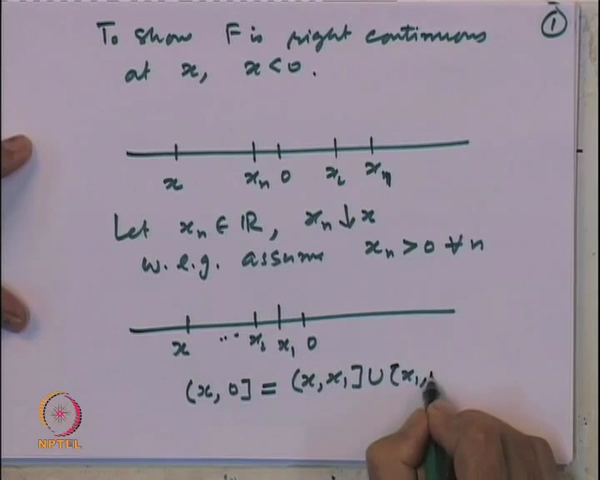 ①
To show F is right continuous
at x, x < 0.
x xₙ 0 x₂ xₙ
Let xₙ ∈ ℝ, xₙ ↓ x
w.l.g. assume xₙ > 0 ∀ n
x ... x₂ x₁ 0
(x, 0] = (x, x₁] ∪ (x₁,
NPTEL